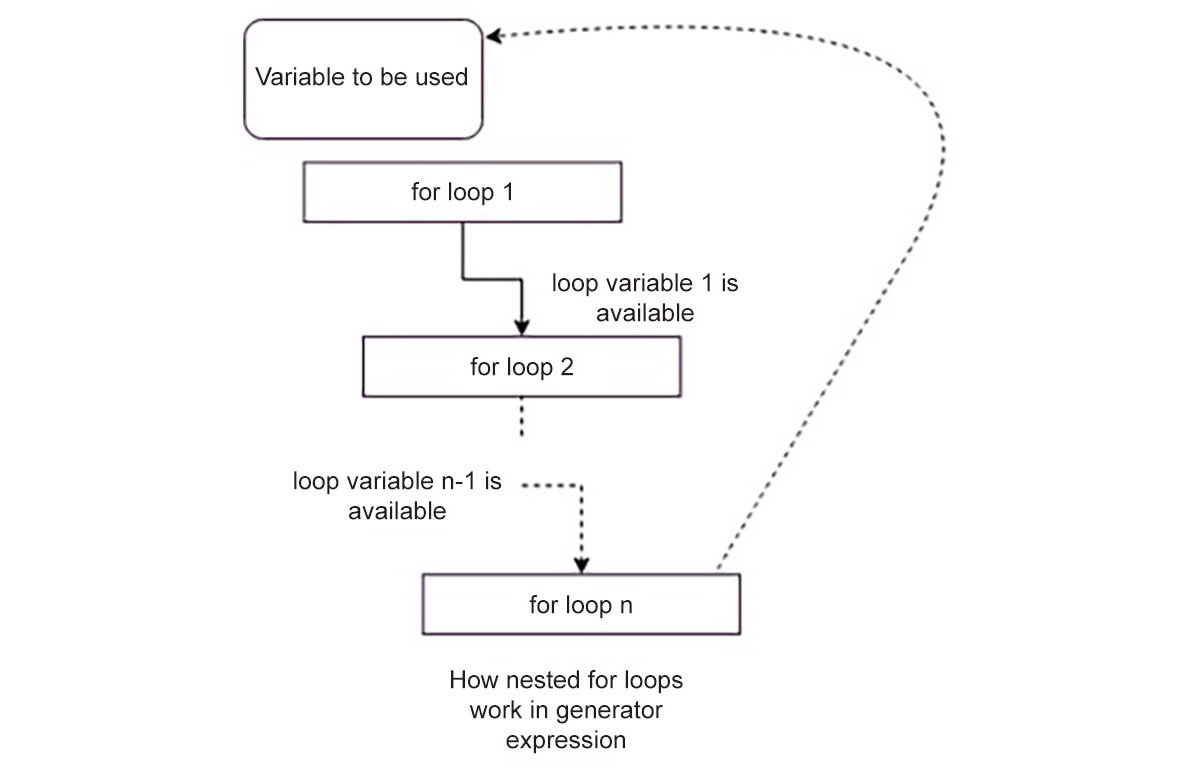 Variable to be used
for loop 1
loop variable 1 is
available
for loop 2
loop variable n-1 is
available
for loop n
How nested for loops
work in generator
expression